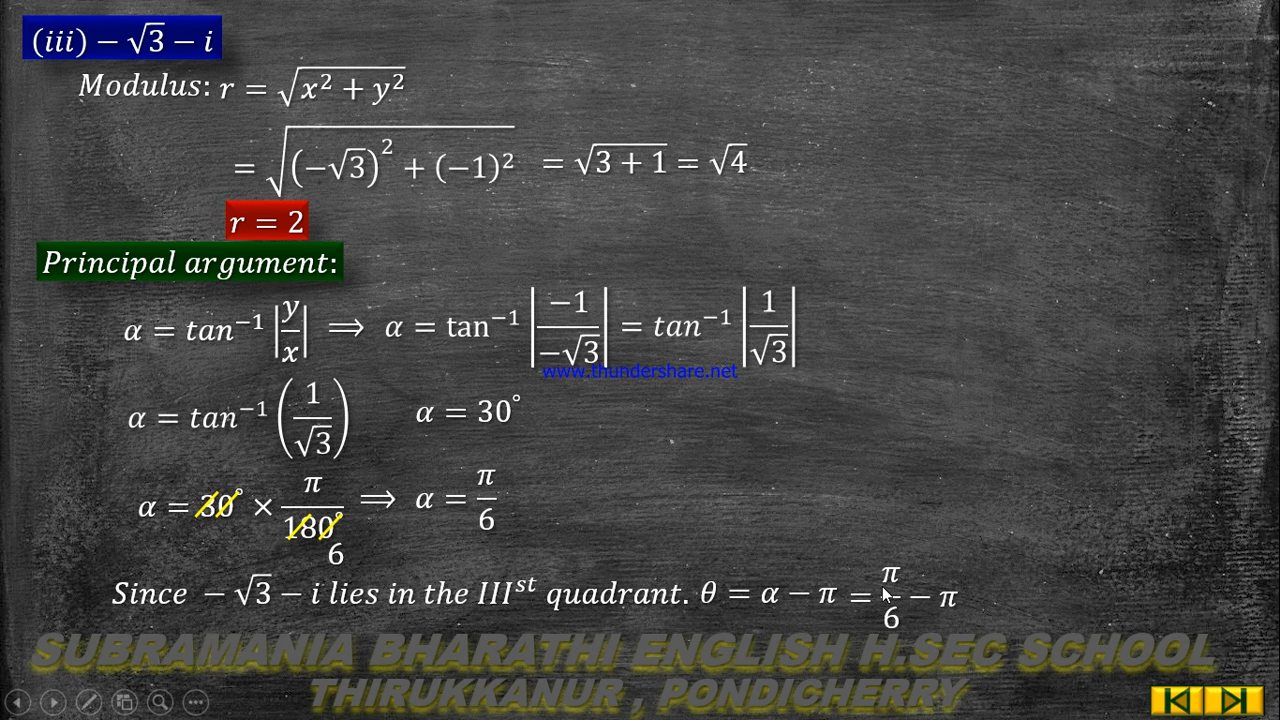 (iii) − √3 − i
Modulus: r = √(x² + y²)
= √((−√3)² + (−1)²) = √(3 + 1) = √4
r = 2
Principal argument:
α = tan⁻¹ |y/x| ⟹ α = tan⁻¹ |−1/−√3| = tan⁻¹ |1/√3|
www.thundershare.net
α = tan⁻¹ (1/√3) α = 30°
α = 30° × π/180° ⟹ α = π/6
6
Since − √3 − i lies in the IIIˢᵗ quadrant. θ = α − π = π/6 − π
SUBRAMANIA BHARATHI ENGLISH H.SEC SCHOOL
THIRUKKANUR , PONDICHERRY